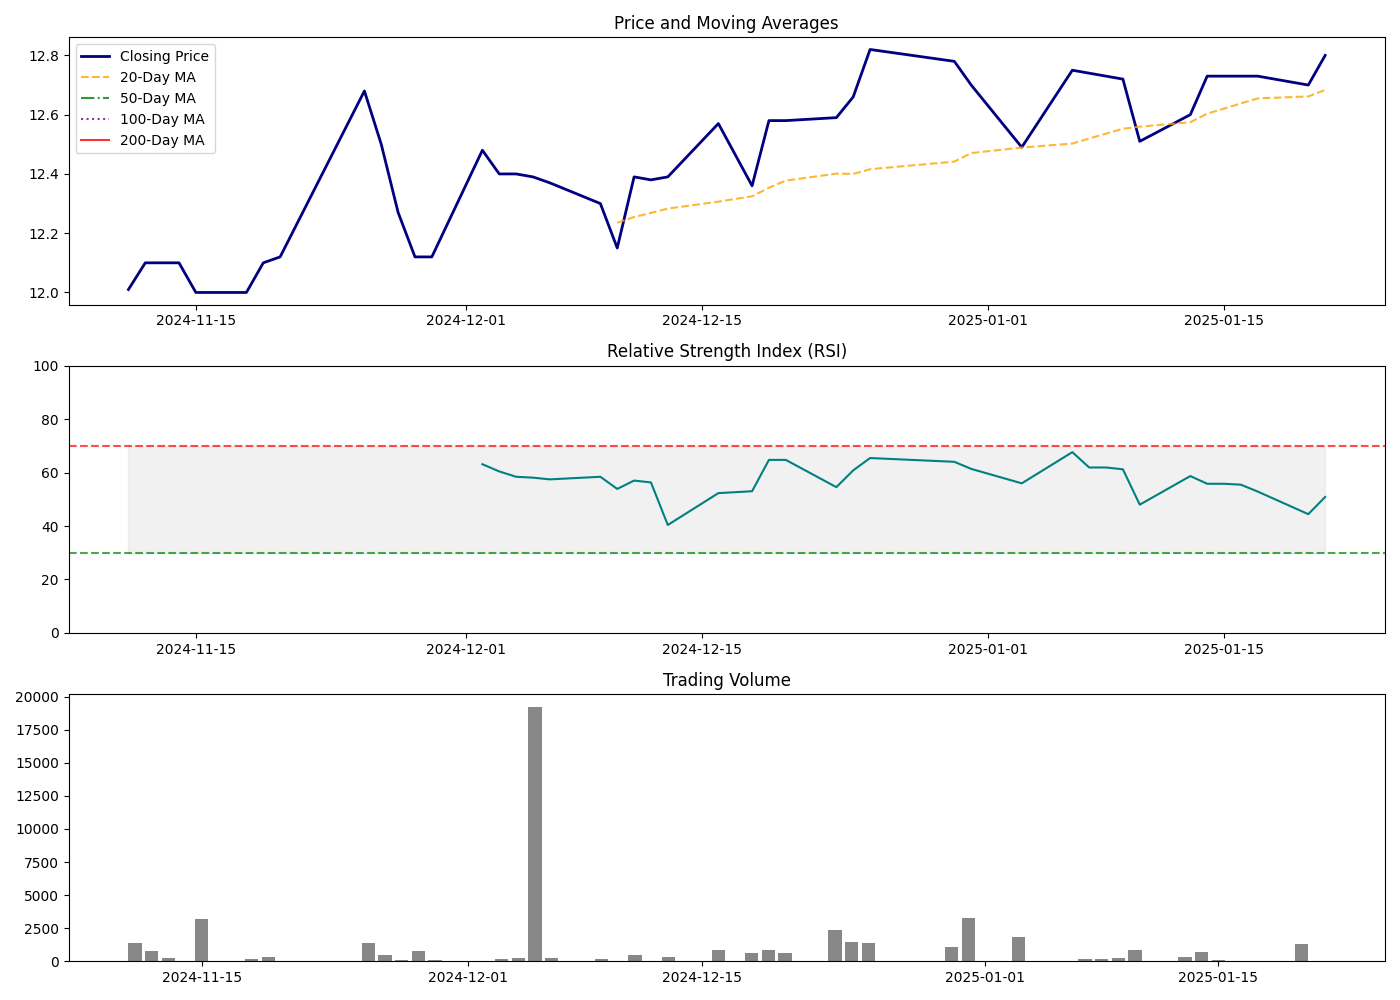 Price and Moving Averages
12.8
12.6
12.4
12.2
12.0
Closing Price
20-Day MA
50-Day MA
100-Day MA
200-Day MA
2024-11-15 2024-12-01 2024-12-15 2025-01-01 2025-01-15
Relative Strength Index (RSI)
100
80
60
40
20
0
2024-11-15 2024-12-01 2024-12-15 2025-01-01 2025-01-15
Trading Volume
20000
17500
15000
12500
10000
7500
5000
2500
0
2024-11-15 2024-12-01 2024-12-15 2025-01-01 2025-01-15